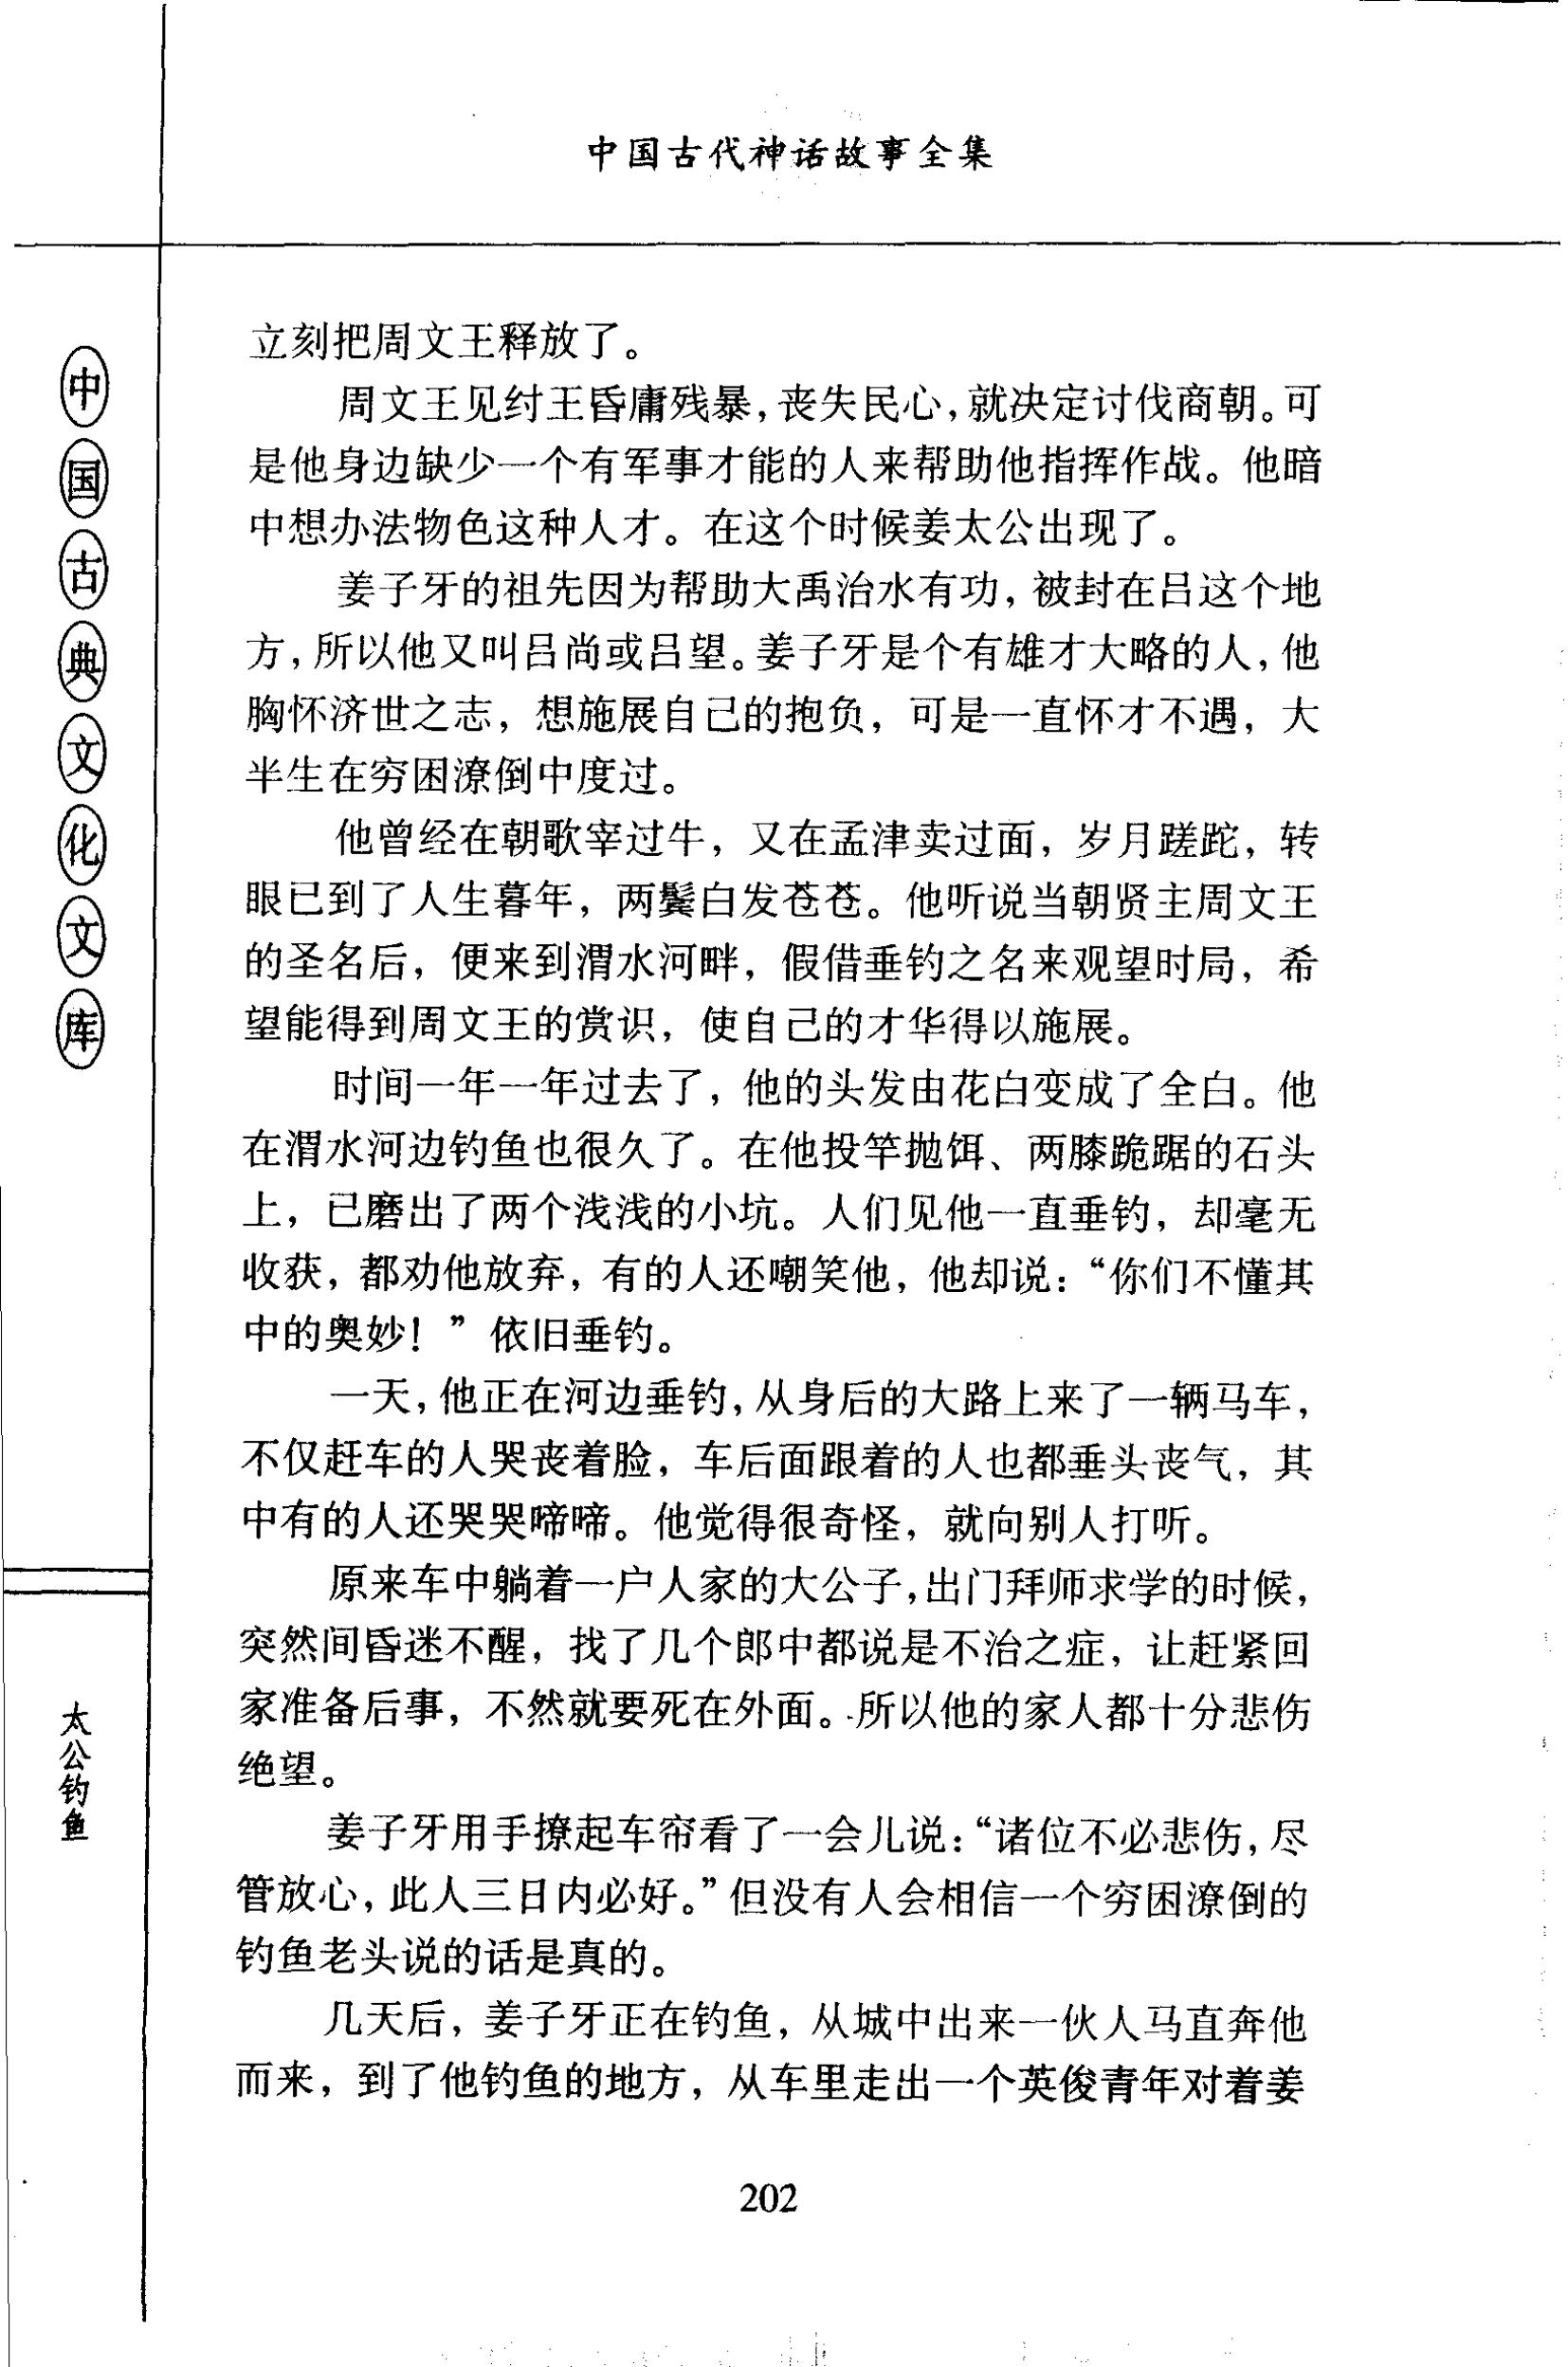 中国古代神话故事全集
中国古典文化文库
太公钓鱼
立刻把周文王释放了。
周文王见纣王昏庸残暴，丧失民心，就决定讨伐商朝。可
是他身边缺少一个有军事才能的人来帮助他指挥作战。他暗
中想办法物色这种人才。在这个时候姜太公出现了。
姜子牙的祖先因为帮助大禹治水有功，被封在吕这个地
方，所以他又叫吕尚或吕望。姜子牙是个有雄才大略的人，他
胸怀济世之志，想施展自己的抱负，可是一直怀才不遇，大
半生在穷困潦倒中度过。
他曾经在朝歌宰过牛，又在孟津卖过面，岁月蹉跎，转
眼已到了人生暮年，两鬓白发苍苍。他听说当朝贤主周文王
的圣名后，便来到渭水河畔，假借垂钓之名来观望时局，希
望能得到周文王的赏识，使自己的才华得以施展。
时间一年一年过去了，他的头发由花白变成了全白。他
在渭水河边钓鱼也很久了。在他投竿抛饵、两膝跪踞的石头
上，已磨出了两个浅浅的小坑。人们见他一直垂钓，却毫无
收获，都劝他放弃，有的人还嘲笑他，他却说：“你们不懂其
中的奥妙！”依旧垂钓。
一天，他正在河边垂钓，从身后的大路上来了一辆马车，
不仅赶车的人哭丧着脸，车后面跟着的人也都垂头丧气，其
中有的人还哭哭啼啼。他觉得很奇怪，就向别人打听。
原来车中躺着一户人家的大公子，出门拜师求学的时候，
突然间昏迷不醒，找了几个郎中都说是不治之症，让赶紧回
家准备后事，不然就要死在外面。所以他的家人都十分悲伤
绝望。
姜子牙用手撩起车帘看了一会儿说：“诸位不必悲伤，尽
管放心，此人三日内必好。”但没有人会相信一个穷困潦倒的
钓鱼老头说的话是真的。
几天后，姜子牙正在钓鱼，从城中出来一伙人马直奔他
而来，到了他钓鱼的地方，从车里走出一个英俊青年对着姜
202